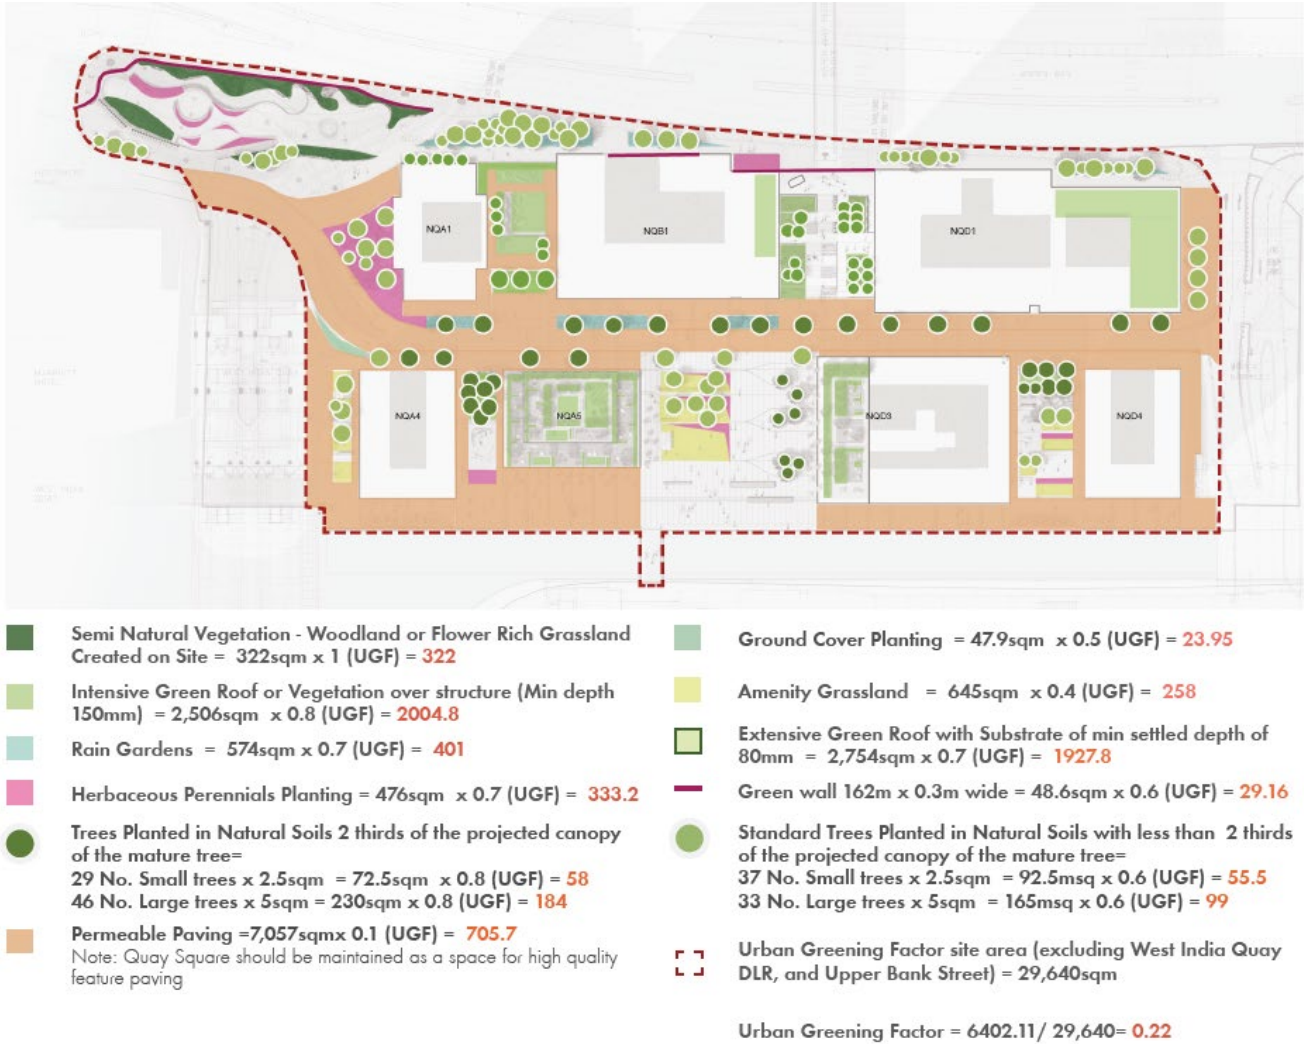 NQA1
NQB1
NQD1
NQA4
NQA5
NQD3
NQD4
Semi Natural Vegetation - Woodland or Flower Rich Grassland
Created on Site = 322sqm x 1 (UGF) = 322
Intensive Green Roof or Vegetation over structure (Min depth
150mm) = 2,506sqm x 0.8 (UGF) = 2004.8
Rain Gardens = 574sqm x 0.7 (UGF) = 401
Herbaceous Perennials Planting = 476sqm x 0.7 (UGF) = 333.2
Trees Planted in Natural Soils 2 thirds of the projected canopy
of the mature tree=
29 No. Small trees x 2.5sqm = 72.5sqm x 0.8 (UGF) = 58
46 No. Large trees x 5sqm = 230sqm x 0.8 (UGF) = 184
Permeable Paving =7,057sqmx 0.1 (UGF) = 705.7
Note: Quay Square should be maintained as a space for high quality
feature paving
Ground Cover Planting = 47.9sqm x 0.5 (UGF) = 23.95
Amenity Grassland = 645sqm x 0.4 (UGF) = 258
Extensive Green Roof with Substrate of min settled depth of
80mm = 2,754sqm x 0.7 (UGF) = 1927.8
Green wall 162m x 0.3m wide = 48.6sqm x 0.6 (UGF) = 29.16
Standard Trees Planted in Natural Soils with less than 2 thirds
of the projected canopy of the mature tree=
37 No. Small trees x 2.5sqm = 92.5msq x 0.6 (UGF) = 55.5
33 No. Large trees x 5sqm = 165msq x 0.6 (UGF) = 99
Urban Greening Factor site area (excluding West India Quay
DLR, and Upper Bank Street) = 29,640sqm
Urban Greening Factor = 6402.11/ 29,640= 0.22